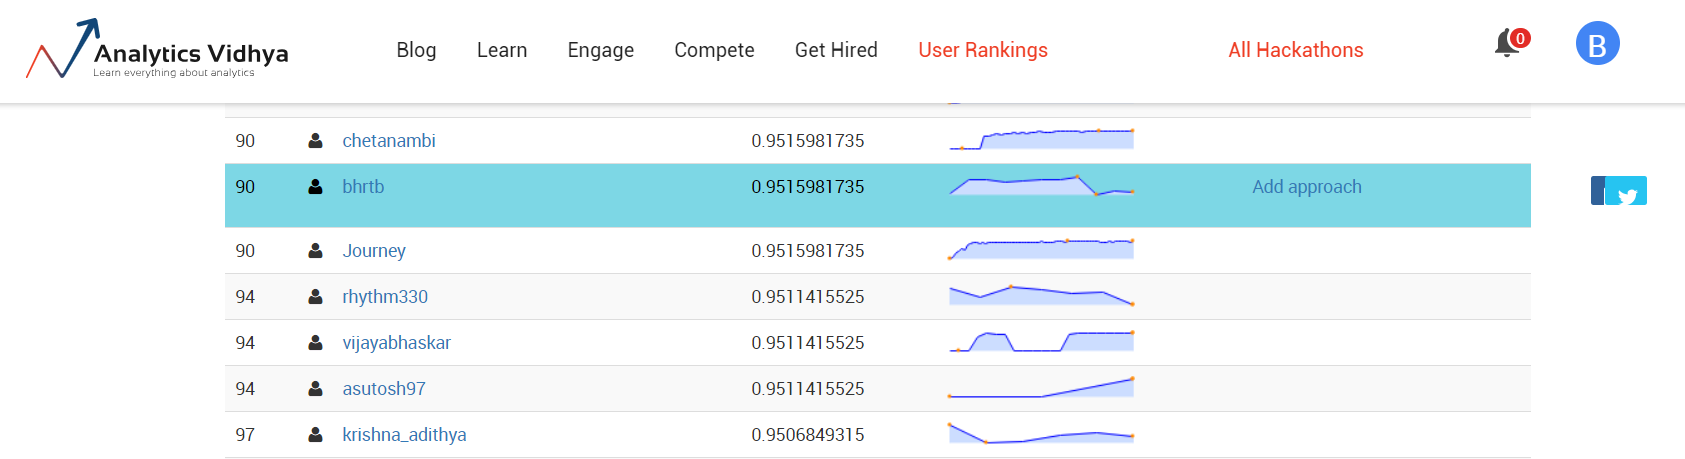 Analytics Vidhya
Learn everything about analytics
Blog Learn Engage Compete Get Hired User Rankings All Hackathons 0 B
90 chetanambi 0.9515981735
90 bhrtb 0.9515981735 Add approach
90 Journey 0.9515981735
94 rhythm330 0.9511415525
94 vijayabhaskar 0.9511415525
94 asutosh97 0.9511415525
97 krishna_adithya 0.9506849315